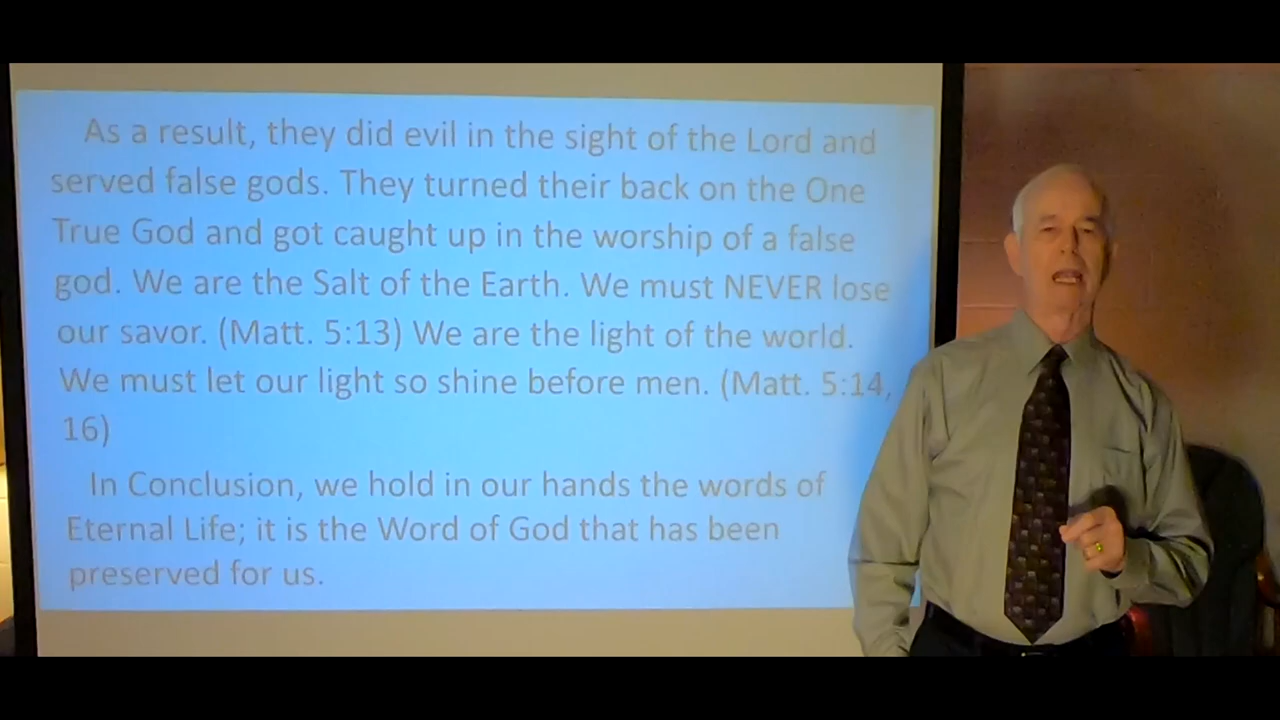 As a result, they did evil in the sight of the Lord and
served false gods. They turned their back on the One
True God and got caught up in the worship of a false
god. We are the Salt of the Earth. We must NEVER lose
our savor. (Matt. 5:13) We are the light of the world.
We must let our light so shine before men. (Matt. 5:14,
16)
In Conclusion, we hold in our hands the words of
Eternal Life; it is the Word of God that has been
preserved for us.